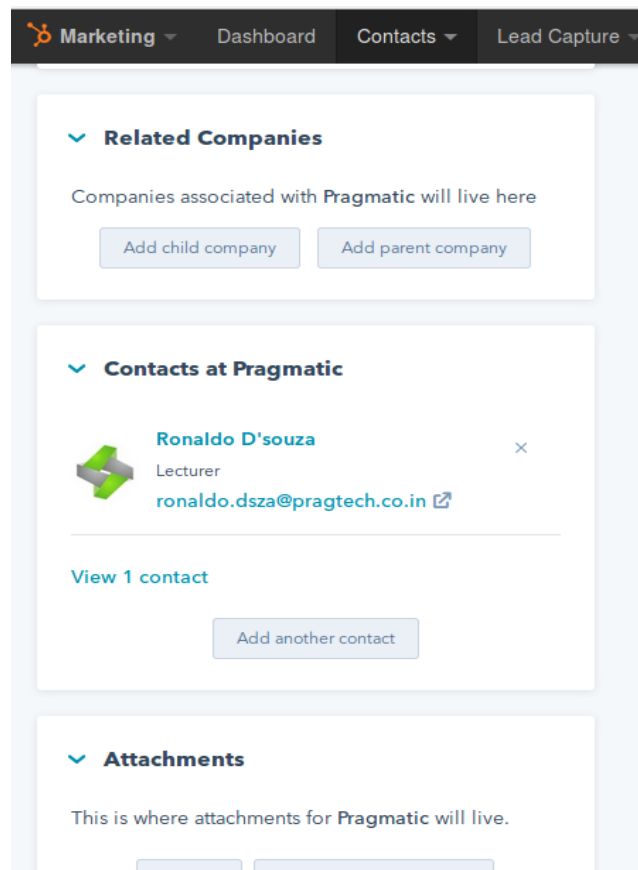 Marketing Dashboard Contacts Lead Capture
Related Companies
Companies associated with Pragmatic will live here
Add child company Add parent company
Contacts at Pragmatic
Ronaldo D'souza
Lecturer
ronaldo.dsza@pragtech.co.in
View 1 contact
Add another contact
Attachments
This is where attachments for Pragmatic will live.